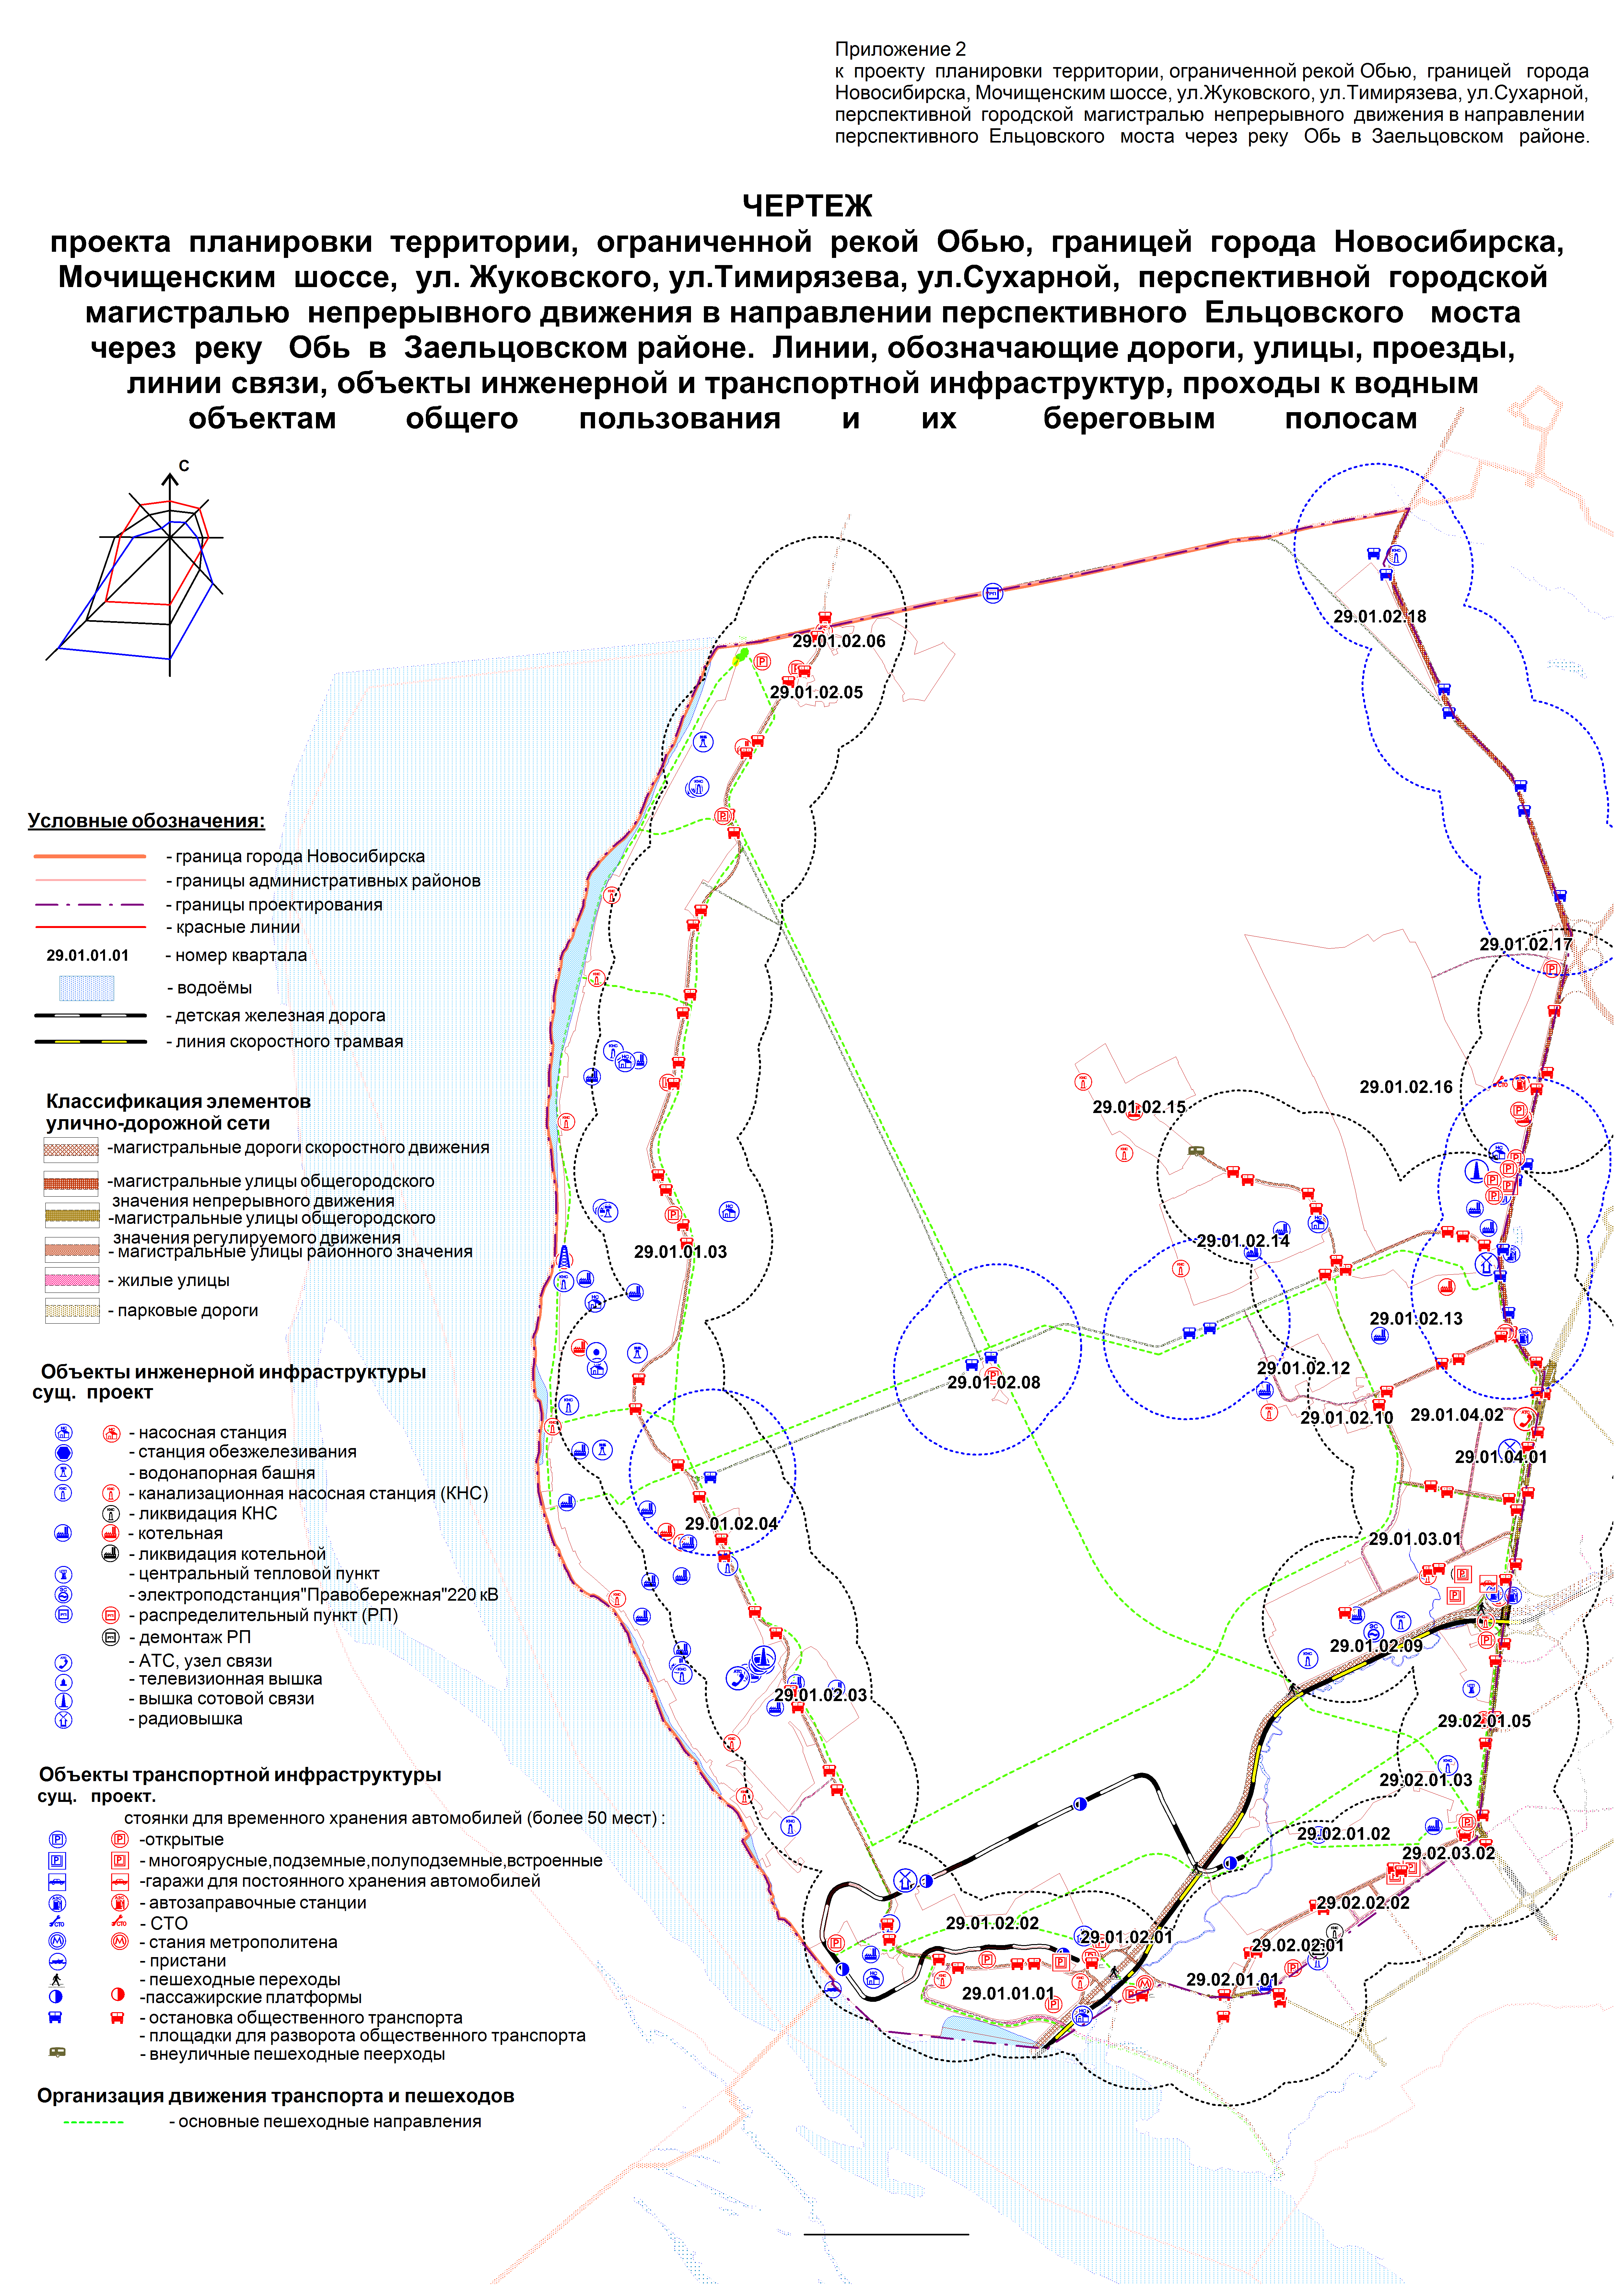 Приложение 2
к проекту планировки территории, ограниченной рекой Обью, границей города
Новосибирска, Мочищенским шоссе, ул.Жуковского, ул.Тимирязева, ул.Сухарной,
перспективной городской магистралью непрерывного движения в направлении
перспективного Ельцовского моста через реку Обь в Заельцовском районе.
ЧЕРТЕЖ
проекта планировки территории, ограниченной рекой Обью, границей города Новосибирска,
Мочищенским шоссе, ул. Жуковского, ул.Тимирязева, ул.Сухарной, перспективной городской
магистралью непрерывного движения в направлении перспективного Ельцовского моста
через реку Обь в Заельцовском районе. Линии, обозначающие дороги, улицы, проезды,
линии связи, объекты инженерной и транспортной инфраструктур, проходы к водным
объектам общего пользования и их береговым полосам
С
Условные обозначения:
- граница города Новосибирска
- границы административных районов
- границы проектирования
- красные линии
29.01.01.01 - номер квартала
- водоёмы
- детская железная дорога
- линия скоростного трамвая
Классификация элементов
улично-дорожной сети
-магистральные дороги скоростного движения
-магистральные улицы общегородского
значения непрерывного движения
-магистральные улицы общегородского
значения регулируемого движения
- магистральные улицы районного значения
- жилые улицы
- парковые дороги
Объекты инженерной инфраструктуры
сущ. проект
- насосная станция
- станция обезжелезивания
- водонапорная башня
- канализационная насосная станция (КНС)
- ликвидация КНС
- котельная
- ликвидация котельной
- центральный тепловой пункт
- электроподстанция"Правобережная"220 кВ
- распределительный пункт (РП)
- демонтаж РП
- АТС, узел связи
- телевизионная вышка
- вышка сотовой связи
- радиовышка
Объекты транспортной инфраструктуры
сущ. проект.
стоянки для временного хранения автомобилей (более 50 мест) :
-открытые
- многоярусные,подземные,полуподземные,встроенные
-гаражи для постоянного хранения автомобилей
- автозаправочные станции
- СТО
- стания метрополитена
- пристани
- пешеходные переходы
-пассажирские платформы
- остановка общественного транспорта
- площадки для разворота общественного транспорта
- внеуличные пешеходные пеерходы
Организация движения транспорта и пешеходов
- основные пешеходные направления
29.01.02.18
29.01.02.06
29.01.02.05
29.01.02.17
29.01.02.16
29.01.02.15
29.01.02.14
29.01.01.03
29.01.02.13
29.01.02.12
29.01.02.08
29.01.02.10
29.01.04.02
29.01.04.01
29.01.02.04
29.01.03.01
29.01.02.09
29.01.02.03
29.02.01.05
29.02.01.03
29.02.01.02
29.02.03.02
29.02.02.02
29.01.02.02
29.01.02.01
29.02.02.01
29.02.01.01
29.01.01.01